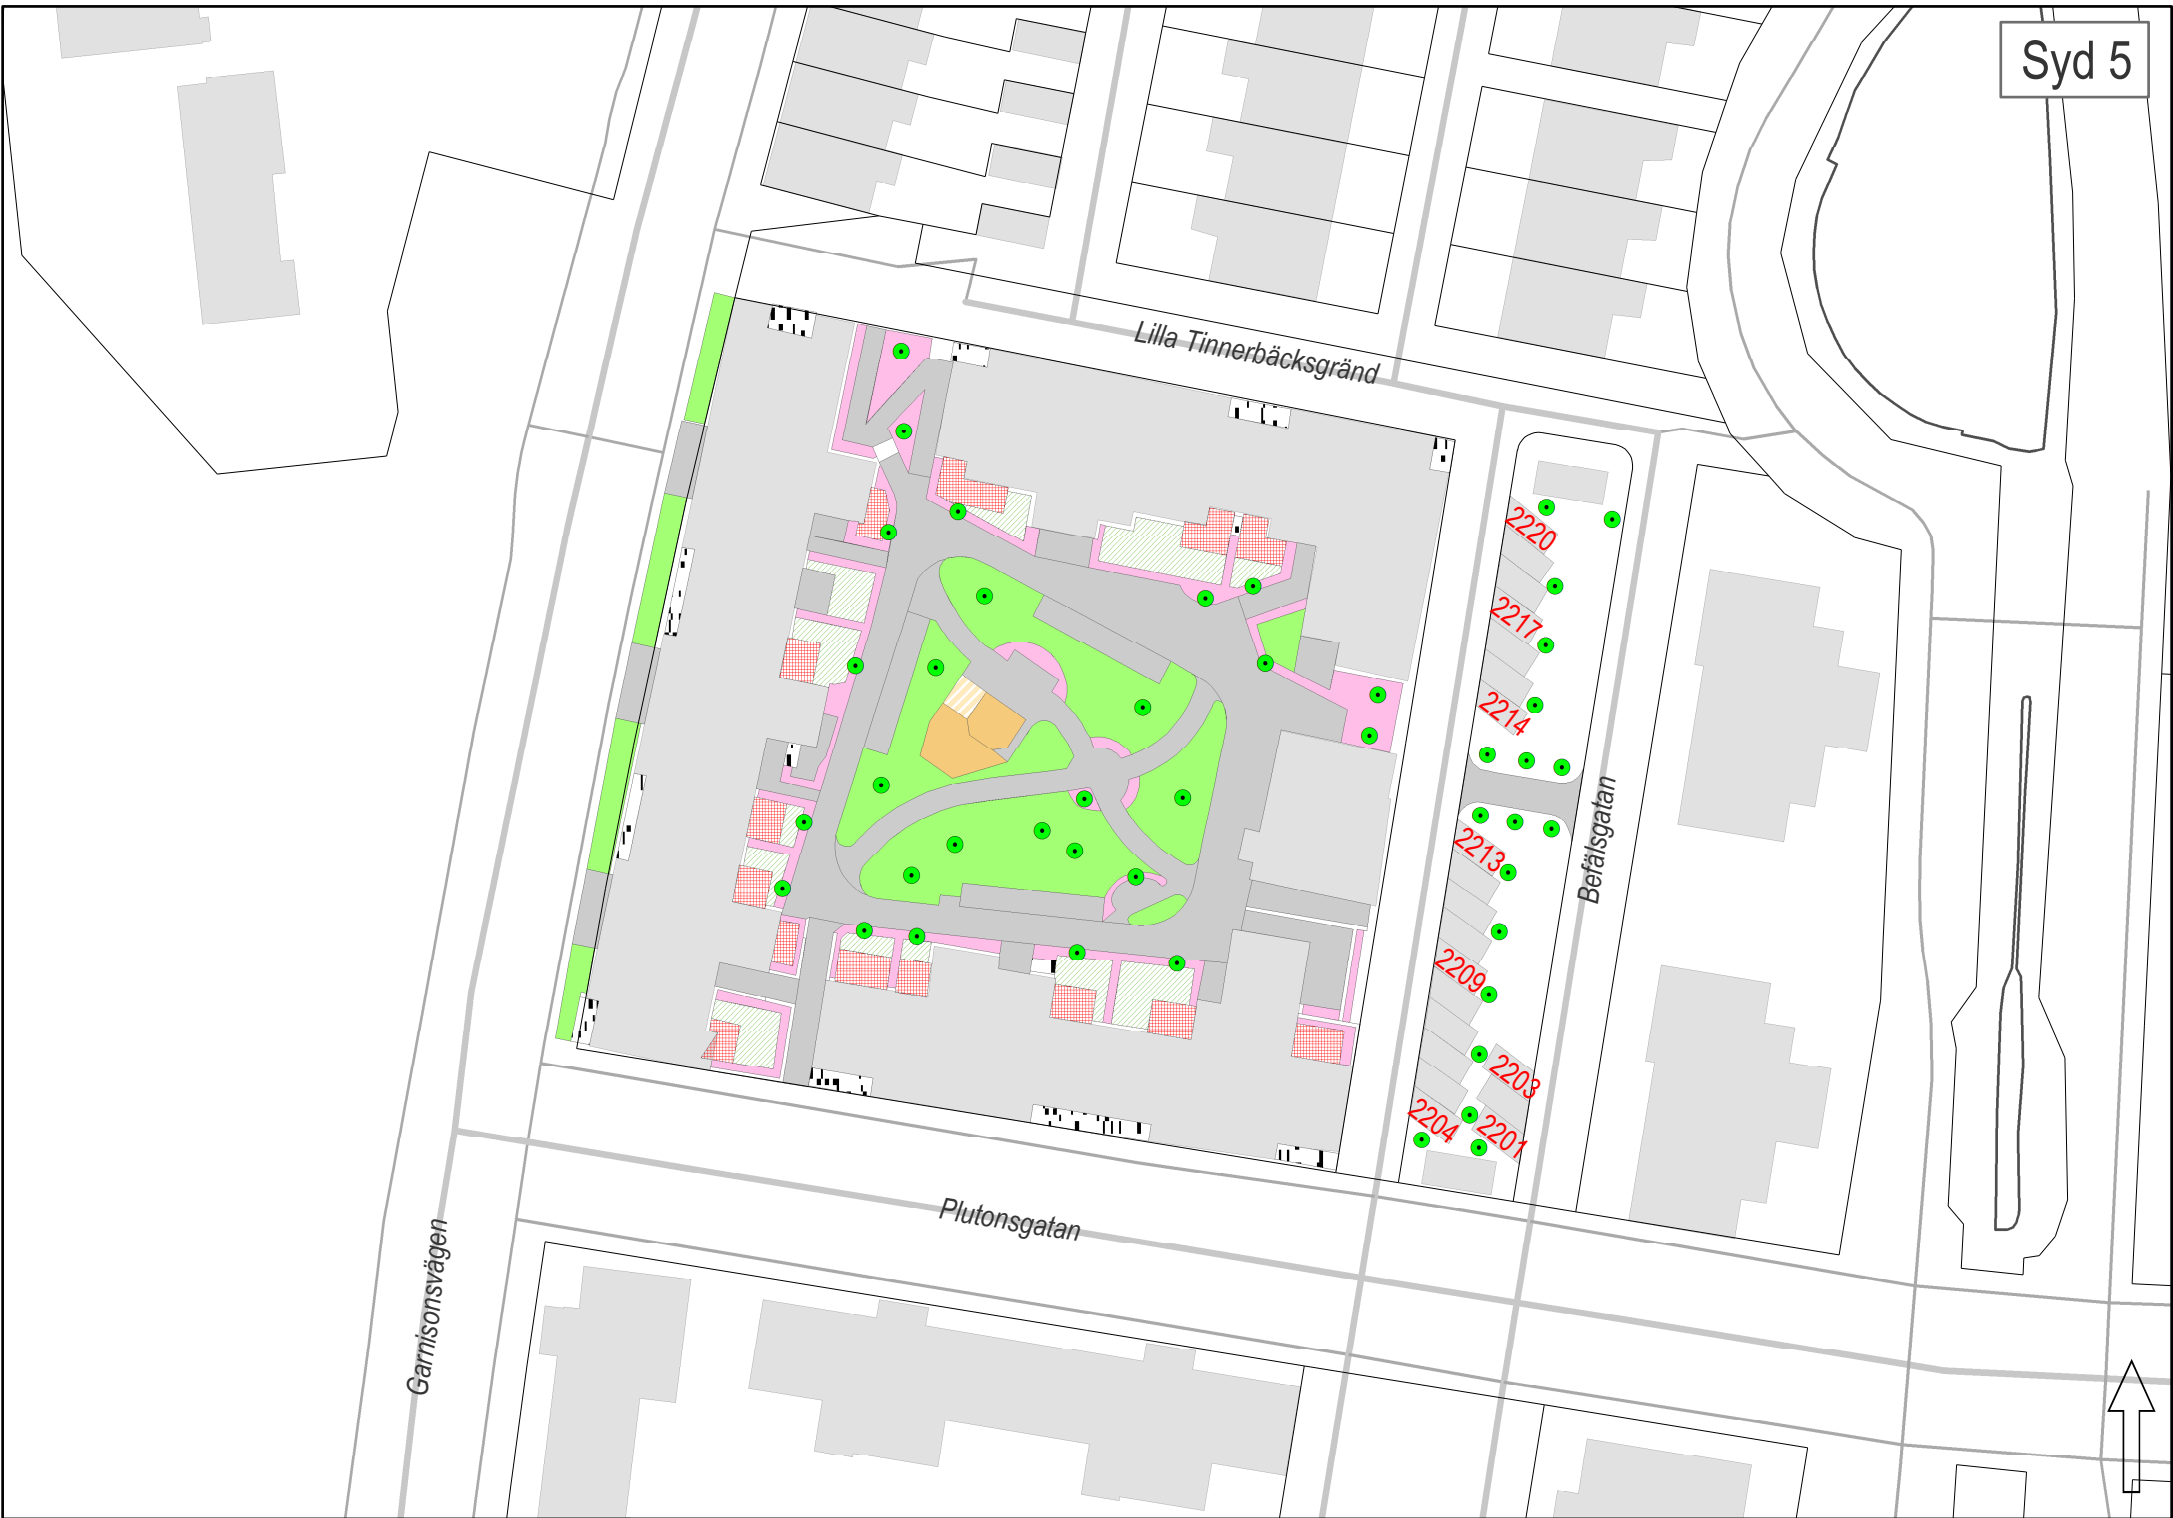 Syd 5
Lilla Tinnerbäcksgränd
2220
2217
2214
Befälsgatan
2213
2209
2203
2204
2201
Plutonsgatan
Garnisonsvägen